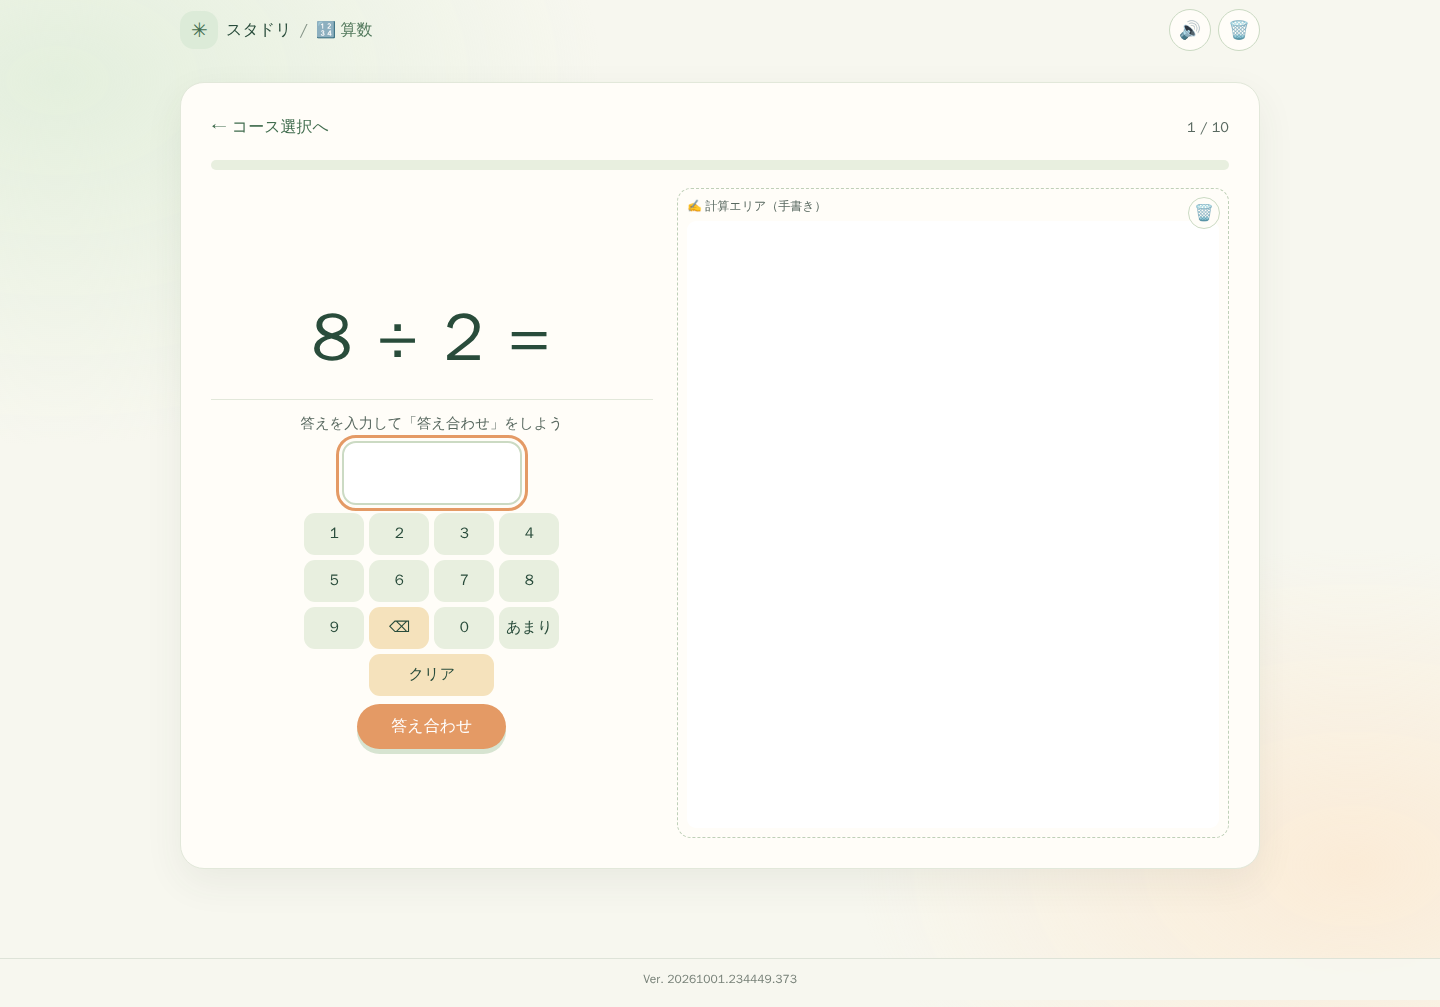 スタドリ / 算数
← コース選択へ
1 / 10
8 ÷ 2 =
✍️ 計算エリア（手書き）
答えを入力して「答え合わせ」をしよう
1 2 3 4
5 6 7 8
9 ⌫ 0 あまり
クリア
答え合わせ
Ver. 20261001.234449.373